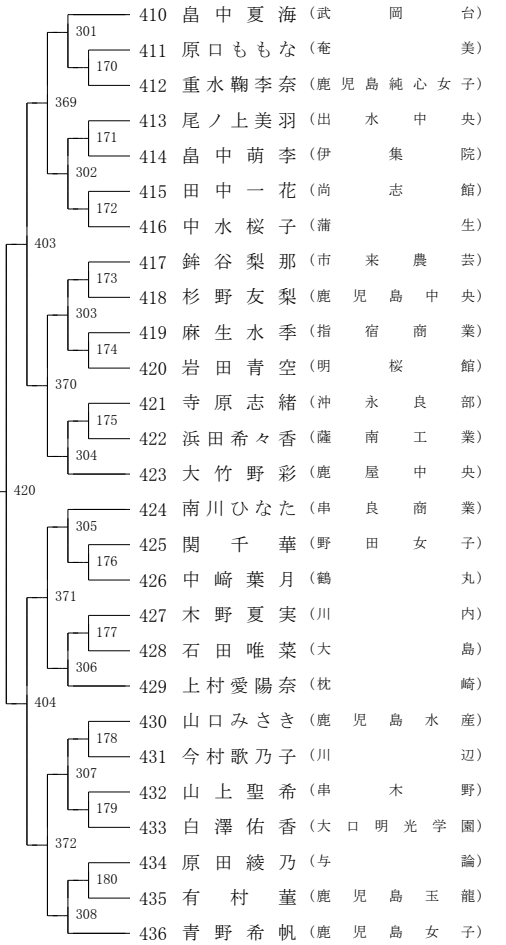 410 畠中夏海（武岡台）
301
411 原口ももな（奄美）
170
412 重水鞠李奈（鹿児島純心女子）
369
413 尾ノ上美羽（出水中央）
171
414 畠中萌李（伊集院）
302
415 田中一花（尚志館）
172
416 中水桜子（蒲生）
403
417 鉾谷梨那（市来農芸）
173
418 杉野友梨（鹿児島中央）
303
419 麻生水季（指宿商業）
174
420 岩田青空（明桜館）
370
421 寺原志緒（沖永良部）
175
422 浜田希々香（薩南工業）
304
423 大竹野彩（鹿屋中央）
420
424 南川ひなた（串良商業）
305
425 関千華（野田女子）
176
426 中﨑葉月（鶴丸）
371
427 木野夏実（川内）
177
428 石田唯菜（大島）
306
429 上村愛陽奈（枕崎）
404
430 山口みさき（鹿児島水産）
178
431 今村歌乃子（川辺）
307
432 山上聖希（串木野）
179
433 白澤佑香（大口明光学園）
372
434 原田綾乃（与論）
180
435 有村菫（鹿児島玉龍）
308
436 青野希帆（鹿児島女子）